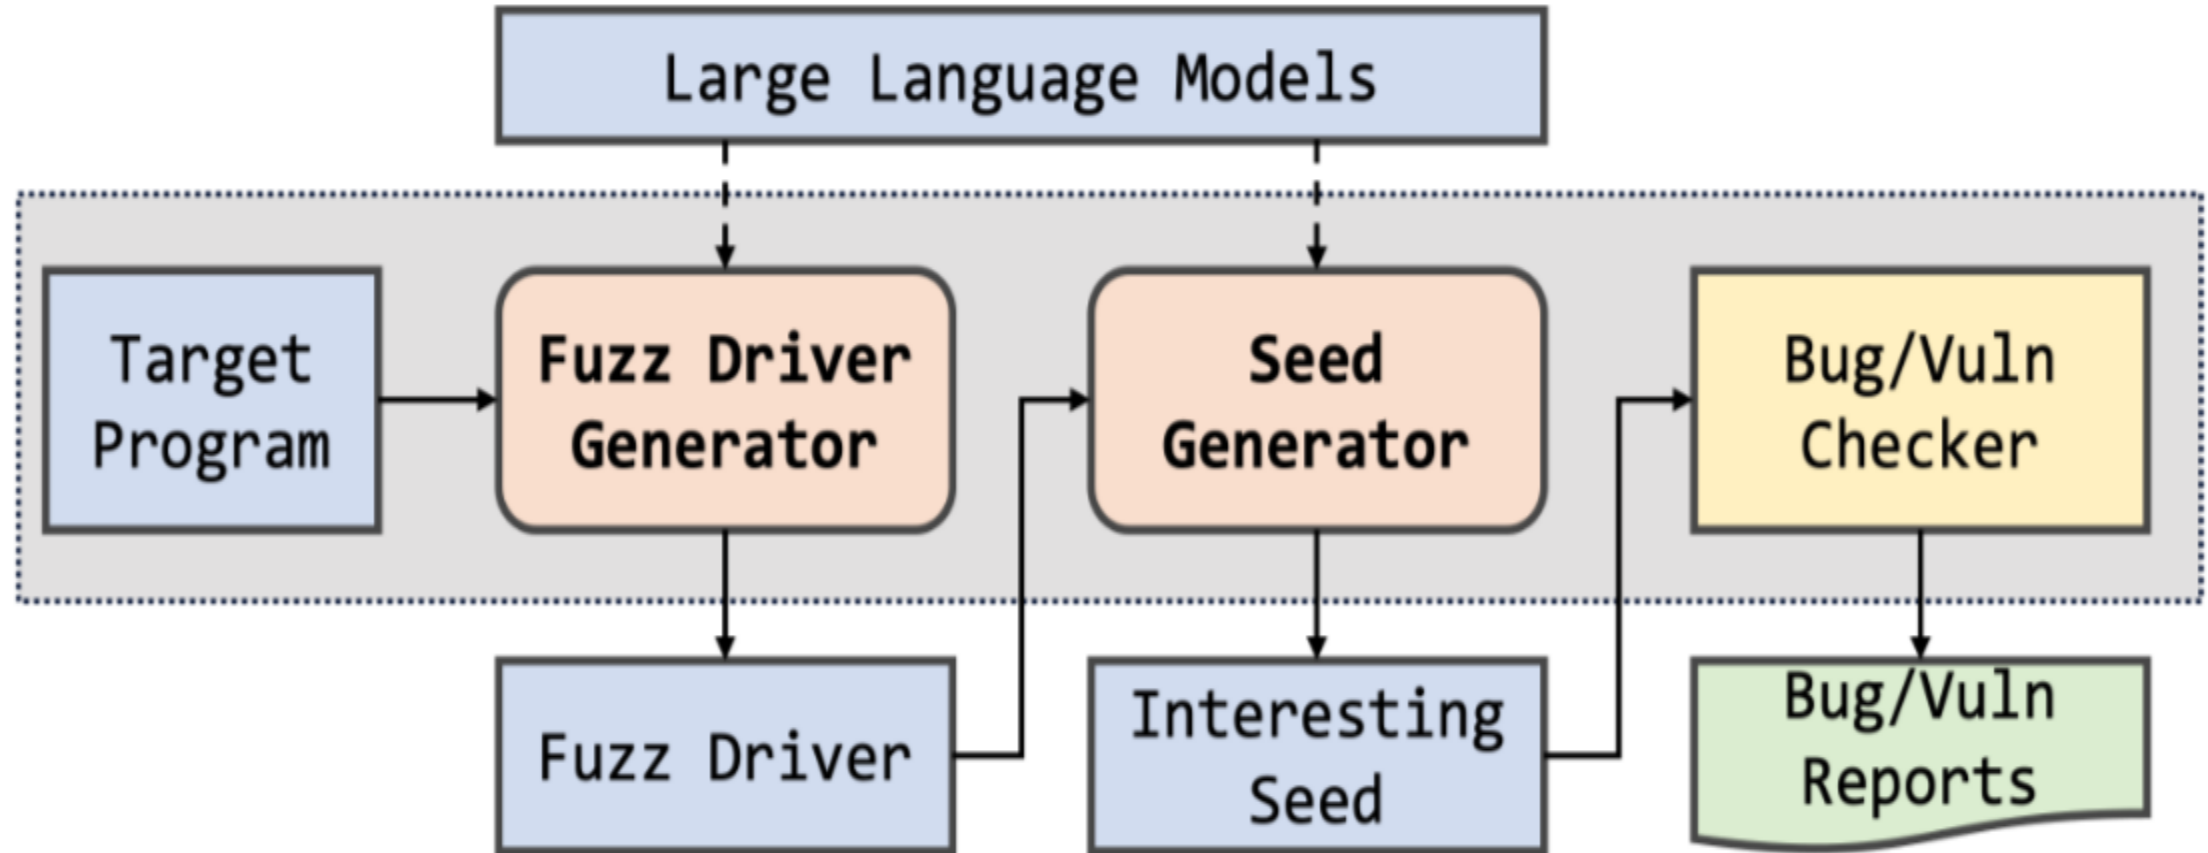 Large Language Models
Target
Program
Fuzz Driver
Generator
Seed
Generator
Bug/Vuln
Checker
Fuzz Driver
Interesting
Seed
Bug/Vuln
Reports